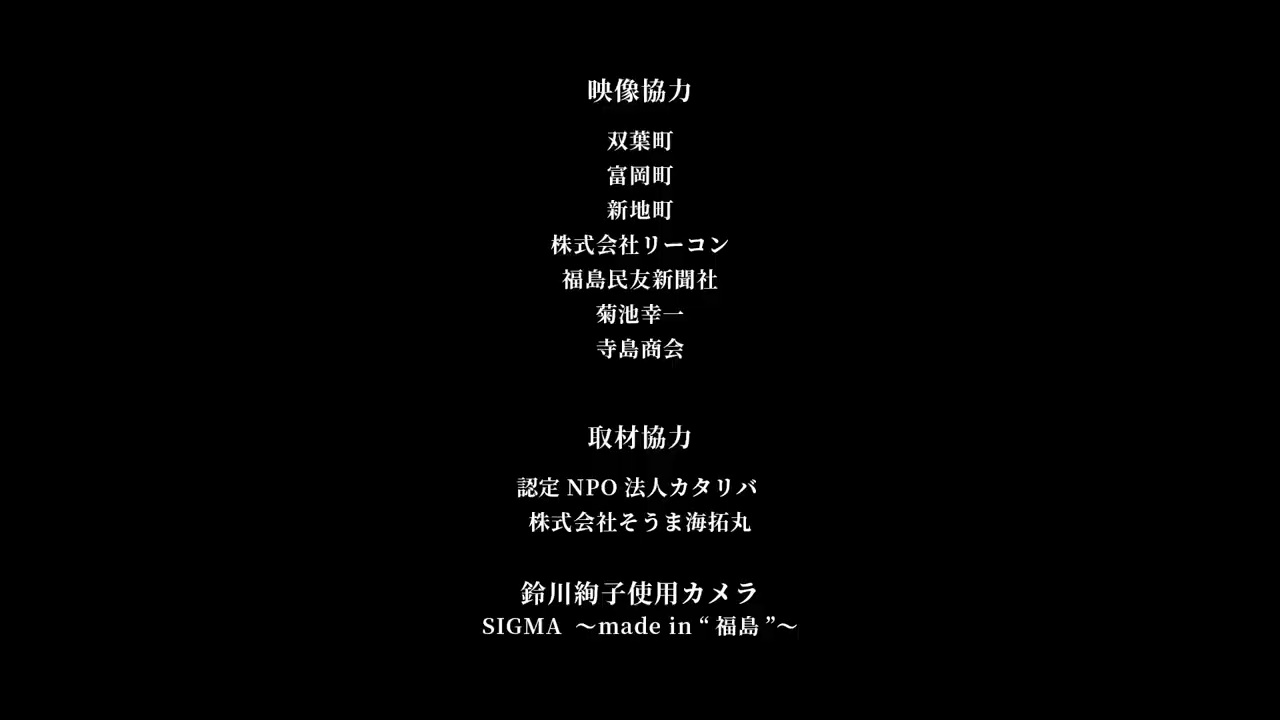 映像協力
双葉町
富岡町
新地町
株式会社リーコン
福島民友新聞社
菊池幸一
寺島商会
取材協力
認定 NPO 法人カタリバ
株式会社そうま海拓丸
鈴川絢子使用カメラ
SIGMA ～made in “ 福島 ”～